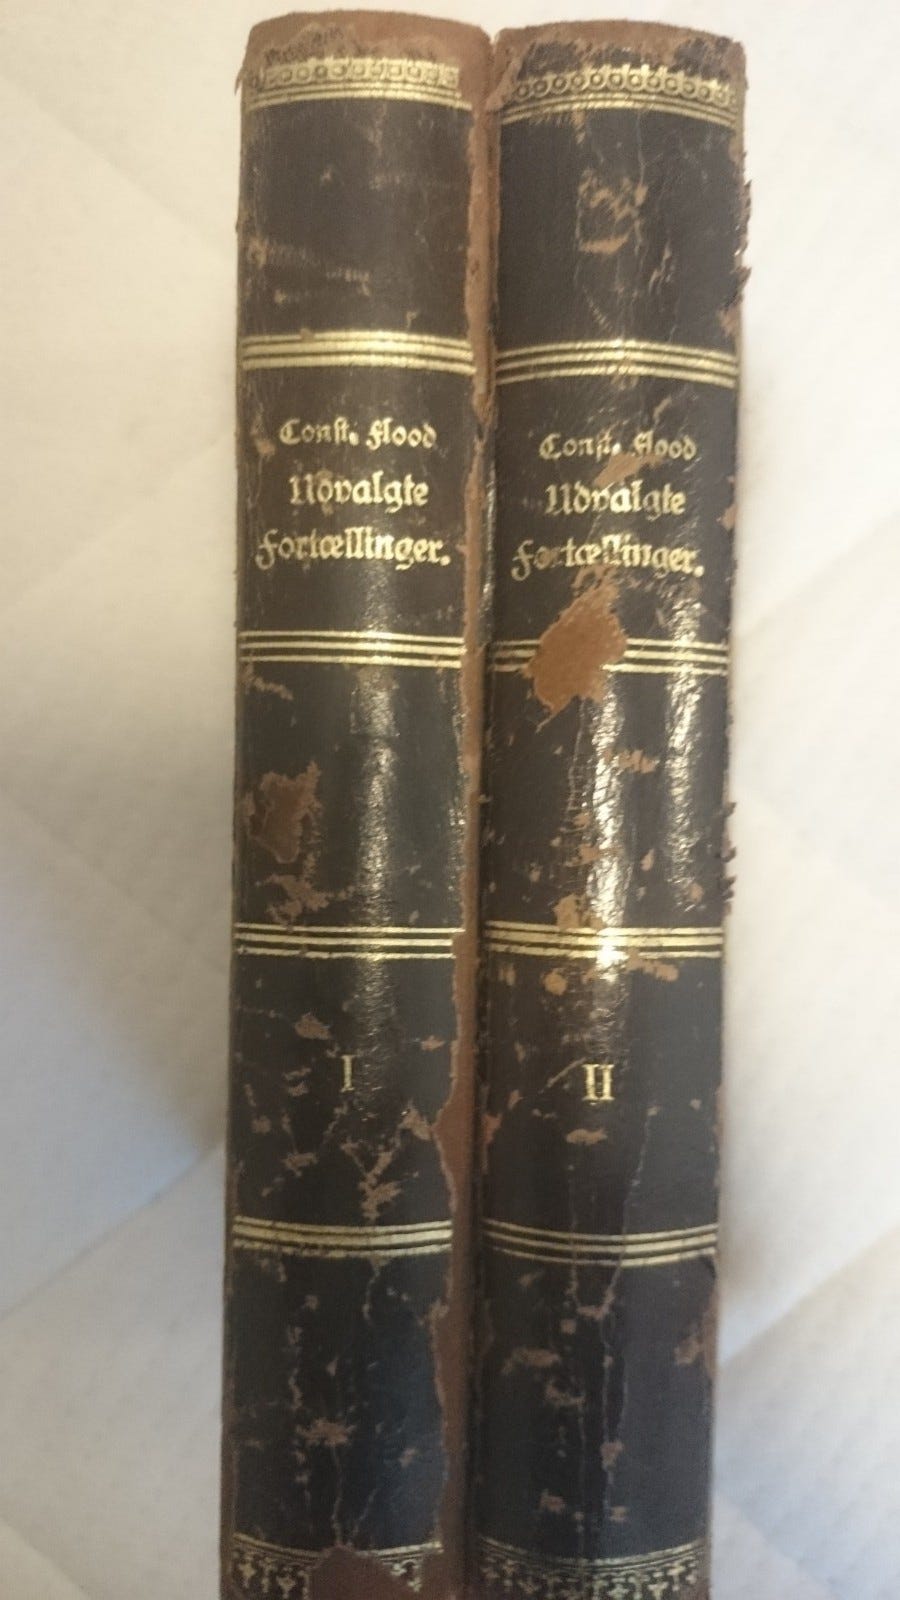 Const. Flood
Udvalgte
Fortællinger.
I
Const. Flood
Udvalgte
Fortællinger.
II